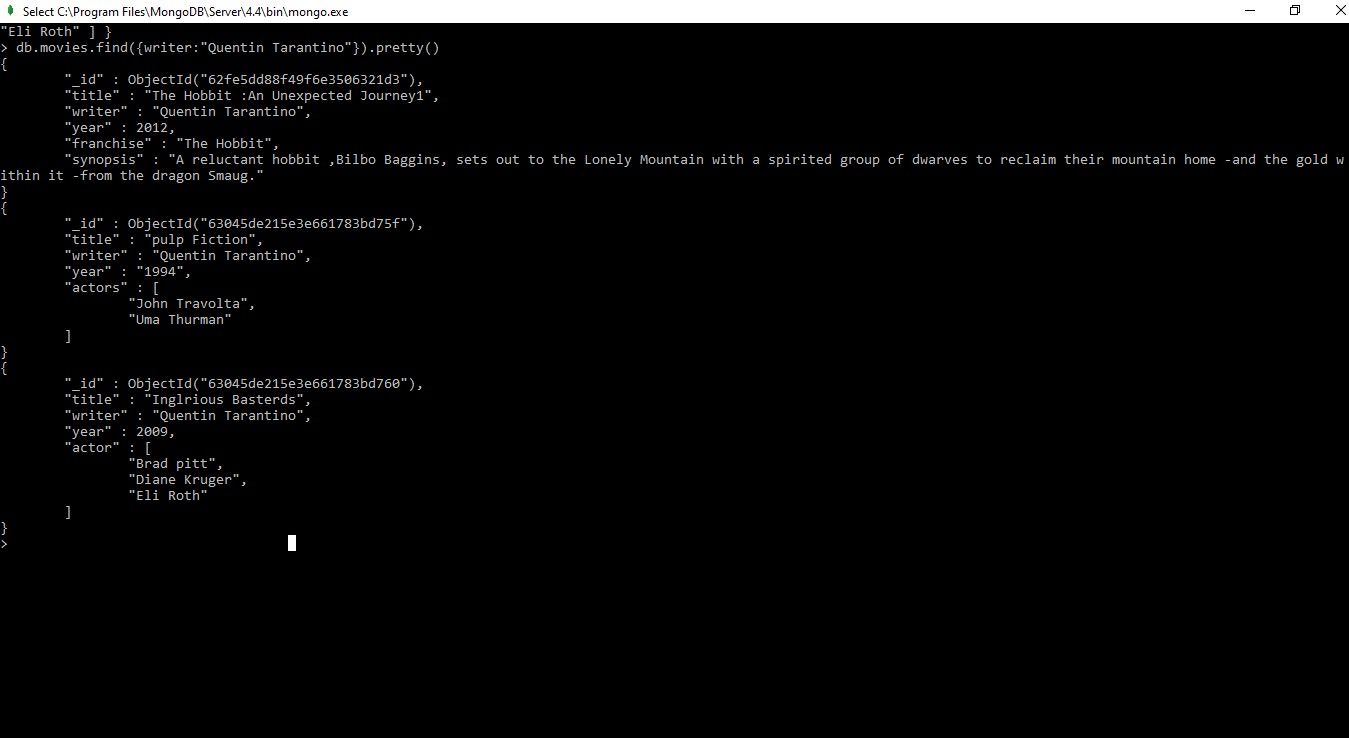 Select C:\Program Files\MongoDB\Server\4.4\bin\mongo.exe
"Eli Roth" ] }
> db.movies.find({writer:"Quentin Tarantino"}).pretty()
{
        "_id" : ObjectId("62fe5dd88f49f6e3506321d3"),
        "title" : "The Hobbit :An Unexpected Journey1",
        "writer" : "Quentin Tarantino",
        "year" : 2012,
        "franchise" : "The Hobbit",
        "synopsis" : "A reluctant hobbit ,Bilbo Baggins, sets out to the Lonely Mountain with a spirited group of dwarves to reclaim their mountain home -and the gold w
ithin it -from the dragon Smaug."
}
{
        "_id" : ObjectId("63045de215e3e661783bd75f"),
        "title" : "pulp Fiction",
        "writer" : "Quentin Tarantino",
        "year" : "1994",
        "actors" : [
                "John Travolta",
                "Uma Thurman"
        ]
}
{
        "_id" : ObjectId("63045de215e3e661783bd760"),
        "title" : "Inglrious Basterds",
        "writer" : "Quentin Tarantino",
        "year" : 2009,
        "actor" : [
                "Brad pitt",
                "Diane Kruger",
                "Eli Roth"
        ]
}
>